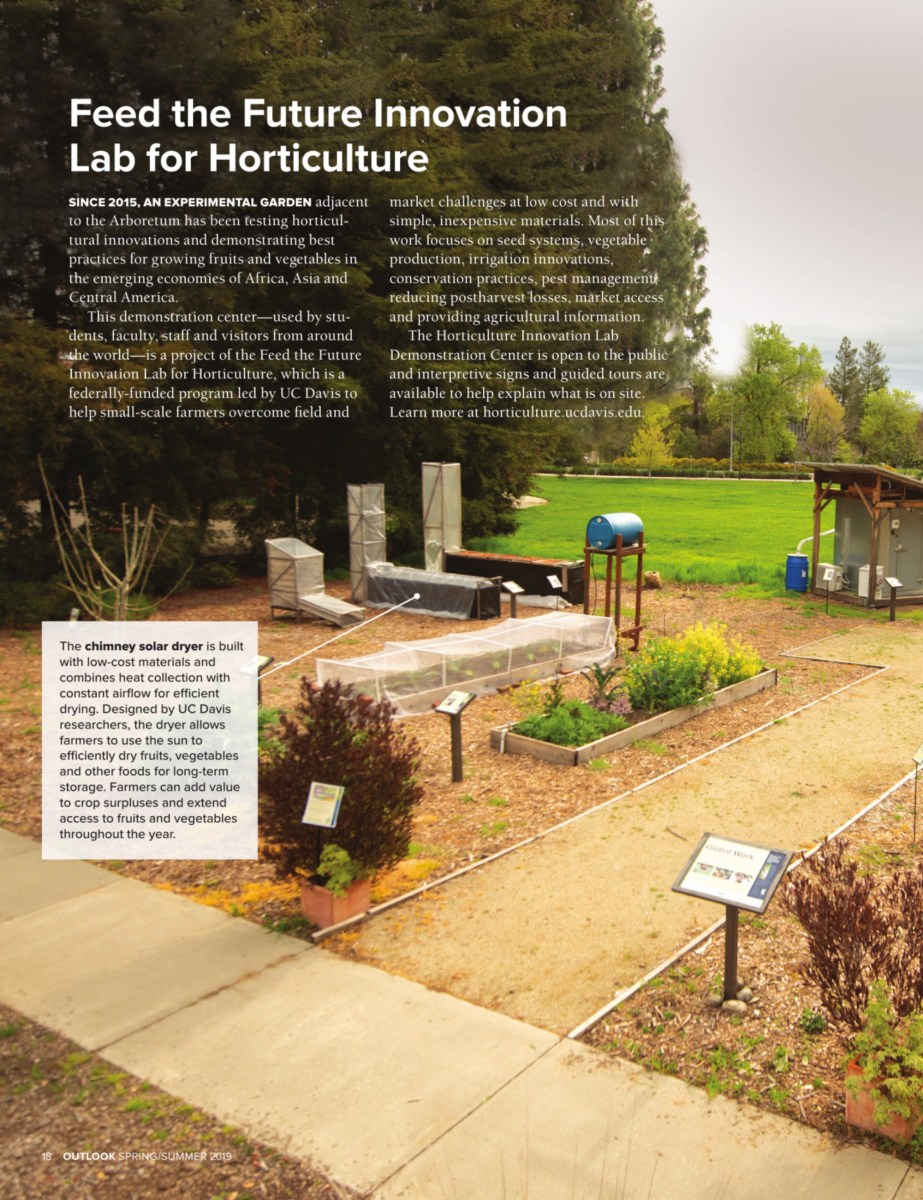 Feed the Future Innovation
Lab for Horticulture
SINCE 2015, AN EXPERIMENTAL GARDEN adjacent
to the Arboretum has been testing horticul-
tural innovations and demonstrating best
practices for growing fruits and vegetables in
the emerging economies of Africa, Asia and
Central America.
This demonstration center—used by stu-
dents, faculty, staff and visitors from around
the world—is a project of the Feed the Future
Innovation Lab for Horticulture, which is a
federally-funded program led by UC Davis to
help small-scale farmers overcome field and
market challenges at low cost and with
simple, inexpensive materials. Most of this
work focuses on seed systems, vegetable
production, irrigation innovations,
conservation practices, pest management,
reducing postharvest losses, market access
and providing agricultural information.
The Horticulture Innovation Lab
Demonstration Center is open to the public
and interpretive signs and guided tours are
available to help explain what is on site.
Learn more at horticulture.ucdavis.edu.
The chimney solar dryer is built
with low-cost materials and
combines heat collection with
constant airflow for efficient
drying. Designed by UC Davis
researchers, the dryer allows
farmers to use the sun to
efficiently dry fruits, vegetables
and other foods for long-term
storage. Farmers can add value
to crop surpluses and extend
access to fruits and vegetables
throughout the year.
Global Work
18 OUTLOOK SPRING/SUMMER 2019